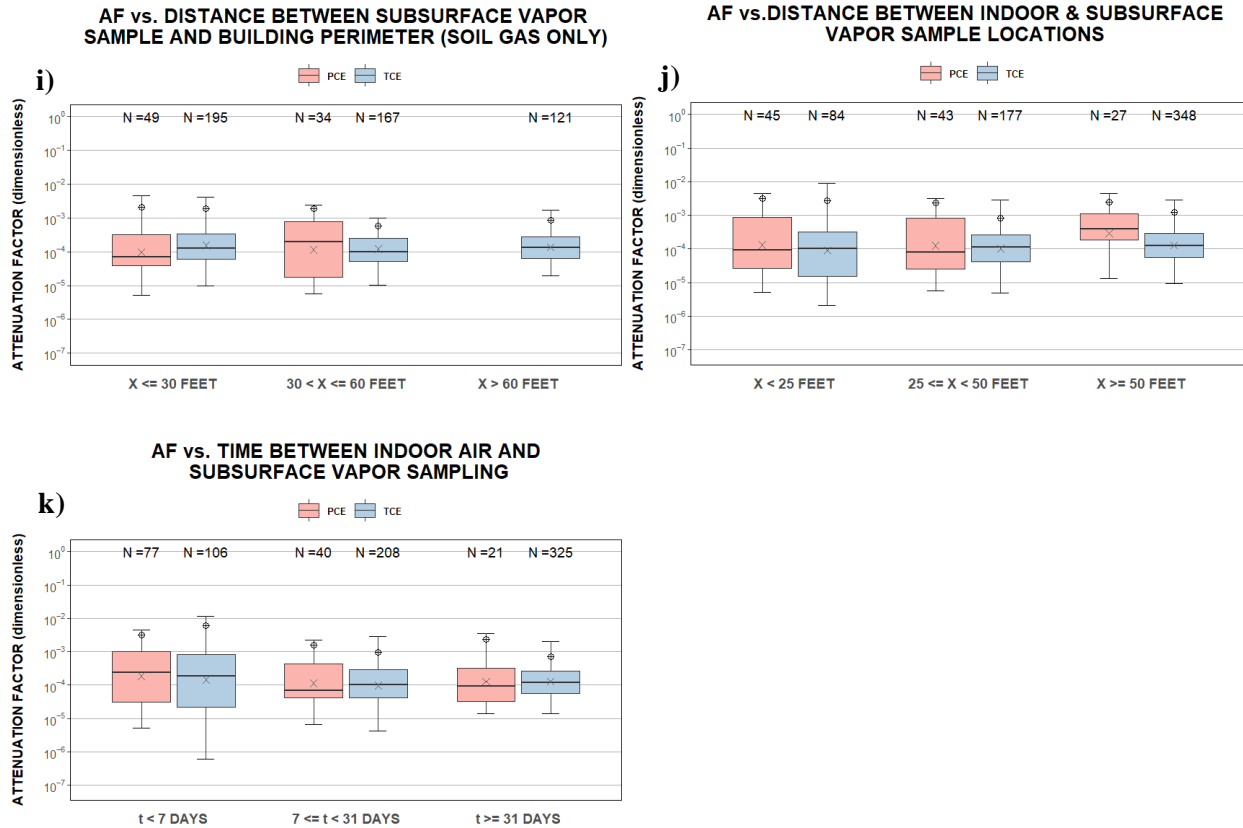 AF vs. DISTANCE BETWEEN SUBSURFACE VAPOR
SAMPLE AND BUILDING PERIMETER (SOIL GAS ONLY)
i)
PCE TCE
ATTENUATION FACTOR (dimensionless)
10⁰
10⁻¹
10⁻²
10⁻³
10⁻⁴
10⁻⁵
10⁻⁶
10⁻⁷
N =49 N =195 N =34 N =167 N =121
X <= 30 FEET 30 < X <= 60 FEET X > 60 FEET
AF vs.DISTANCE BETWEEN INDOOR & SUBSURFACE
VAPOR SAMPLE LOCATIONS
j)
PCE TCE
ATTENUATION FACTOR (dimensionless)
10⁰
10⁻¹
10⁻²
10⁻³
10⁻⁴
10⁻⁵
10⁻⁶
10⁻⁷
N =45 N =84 N =43 N =177 N =27 N =348
X < 25 FEET 25 <= X < 50 FEET X >= 50 FEET
AF vs. TIME BETWEEN INDOOR AIR AND
SUBSURFACE VAPOR SAMPLING
k)
PCE TCE
ATTENUATION FACTOR (dimensionless)
10⁰
10⁻¹
10⁻²
10⁻³
10⁻⁴
10⁻⁵
10⁻⁶
10⁻⁷
N =77 N =106 N =40 N =208 N =21 N =325
t < 7 DAYS 7 <= t < 31 DAYS t >= 31 DAYS